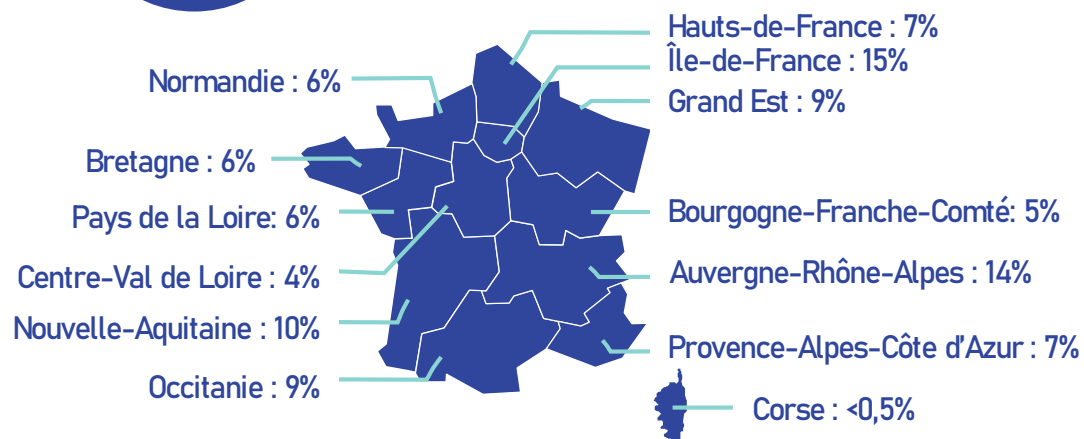 Hauts-de-France : 7%
Île-de-France : 15%
Grand Est : 9%
Normandie : 6%
Bretagne : 6%
Pays de la Loire: 6%
Bourgogne-Franche-Comté: 5%
Centre-Val de Loire : 4%
Auvergne-Rhône-Alpes : 14%
Nouvelle-Aquitaine : 10%
Provence-Alpes-Côte d'Azur : 7%
Occitanie : 9%
Corse : <0,5%